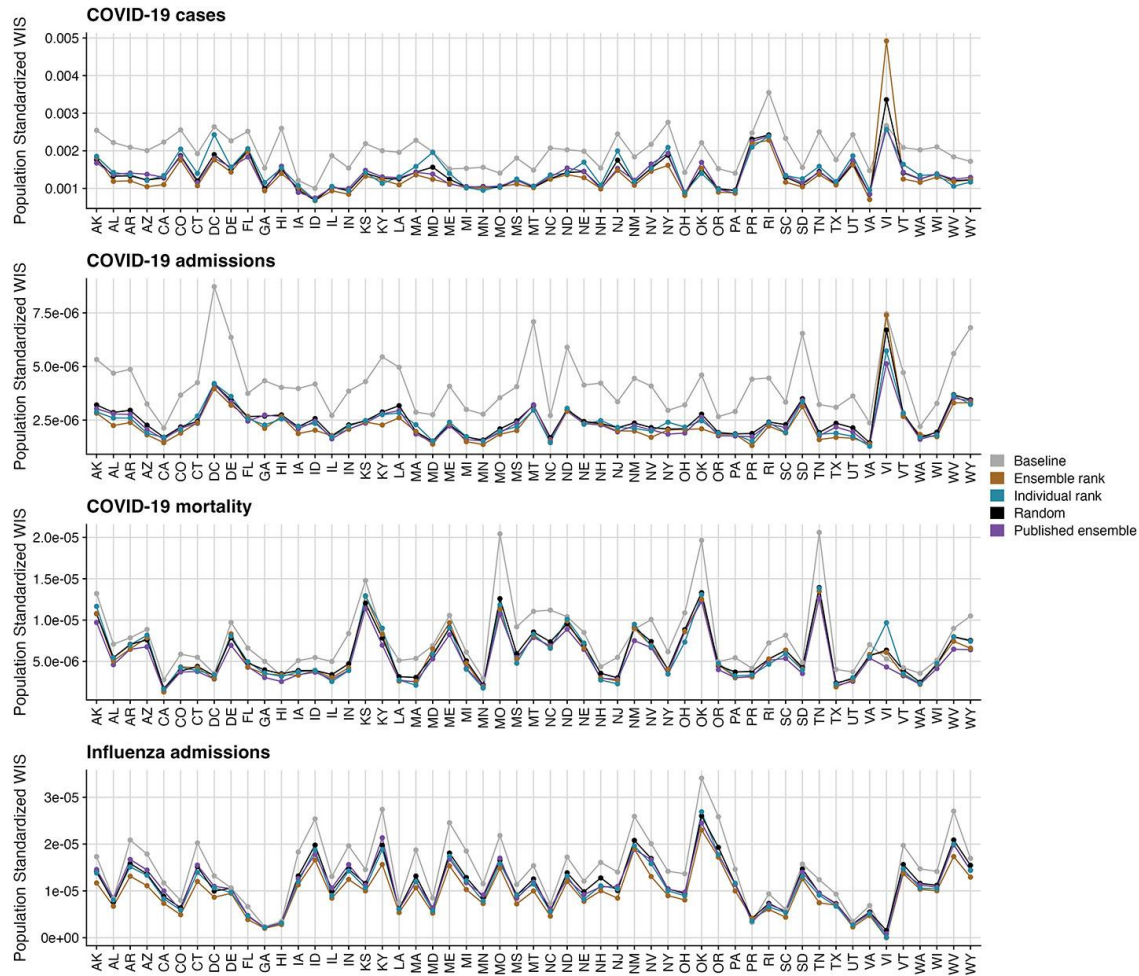 COVID-19 cases
Population Standardized WIS
0.005
0.004
0.003
0.002
0.001
AK AL AR AZ CA CO CT DC DE FL GA HI IA ID IL IN KS KY LA MA MD ME MI MN MO MS MT NC ND NE NH NJ NM NV NY OH OK OR PA PR RI SC SD TN TX UT VA VI VT WA WI WV WY
COVID-19 admissions
Population Standardized WIS
7.5e-06
5.0e-06
2.5e-06
AK AL AR AZ CA CO CT DC DE FL GA HI IA ID IL IN KS KY LA MA MD ME MI MN MO MS MT NC ND NE NH NJ NM NV NY OH OK OR PA PR RI SC SD TN TX UT VA VI VT WA WI WV WY
Baseline
Ensemble rank
Individual rank
Random
Published ensemble
COVID-19 mortality
Population Standardized WIS
2.0e-05
1.5e-05
1.0e-05
5.0e-06
AK AL AR AZ CA CO CT DC DE FL GA HI IA ID IL IN KS KY LA MA MD ME MI MN MO MS MT NC ND NE NH NJ NM NV NY OH OK OR PA PR RI SC SD TN TX UT VA VI VT WA WI WV WY
Influenza admissions
Population Standardized WIS
3e-05
2e-05
1e-05
0e+00
AK AL AR AZ CA CO CT DC DE FL GA HI IA ID IL IN KS KY LA MA MD ME MI MN MO MS MT NC ND NE NH NJ NM NV NY OH OK OR PA PR RI SC SD TN TX UT VA VI VT WA WI WV WY